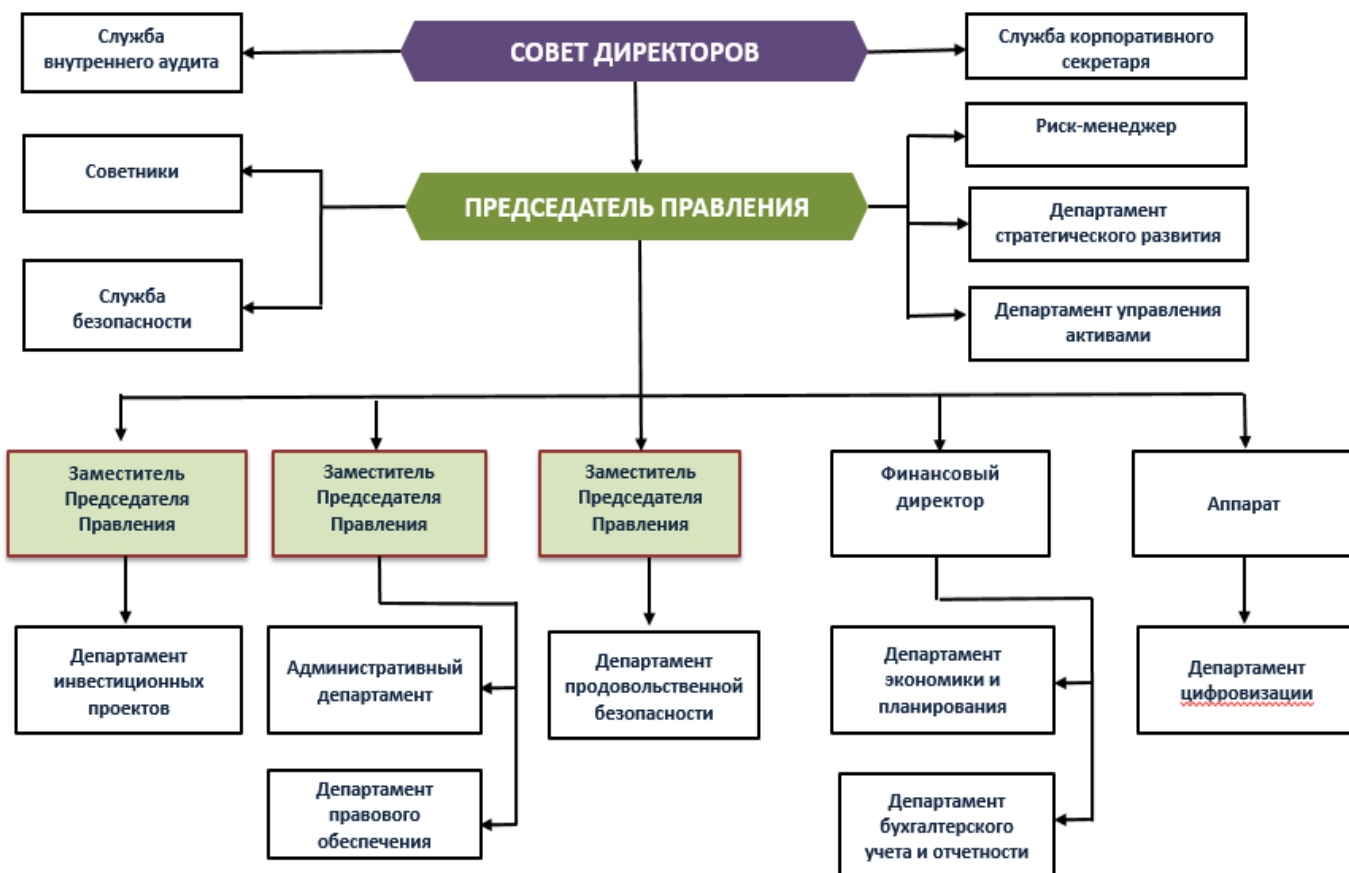 Служба
внутреннего аудита
СОВЕТ ДИРЕКТОРОВ
Служба корпоративного
секретаря
Советники
Риск-менеджер
ПРЕДСЕДАТЕЛЬ ПРАВЛЕНИЯ
Департамент
стратегического развития
Служба
безопасности
Департамент управления
активами
Заместитель
Председателя
Правления
Заместитель
Председателя
Правления
Заместитель
Председателя
Правления
Финансовый
директор
Аппарат
Департамент
инвестиционных
проектов
Административный
департамент
Департамент
продовольственной
безопасности
Департамент
экономики и
планирования
Департамент
цифровизации
Департамент
правового
обеспечения
Департамент
бухгалтерского
учета и отчетности